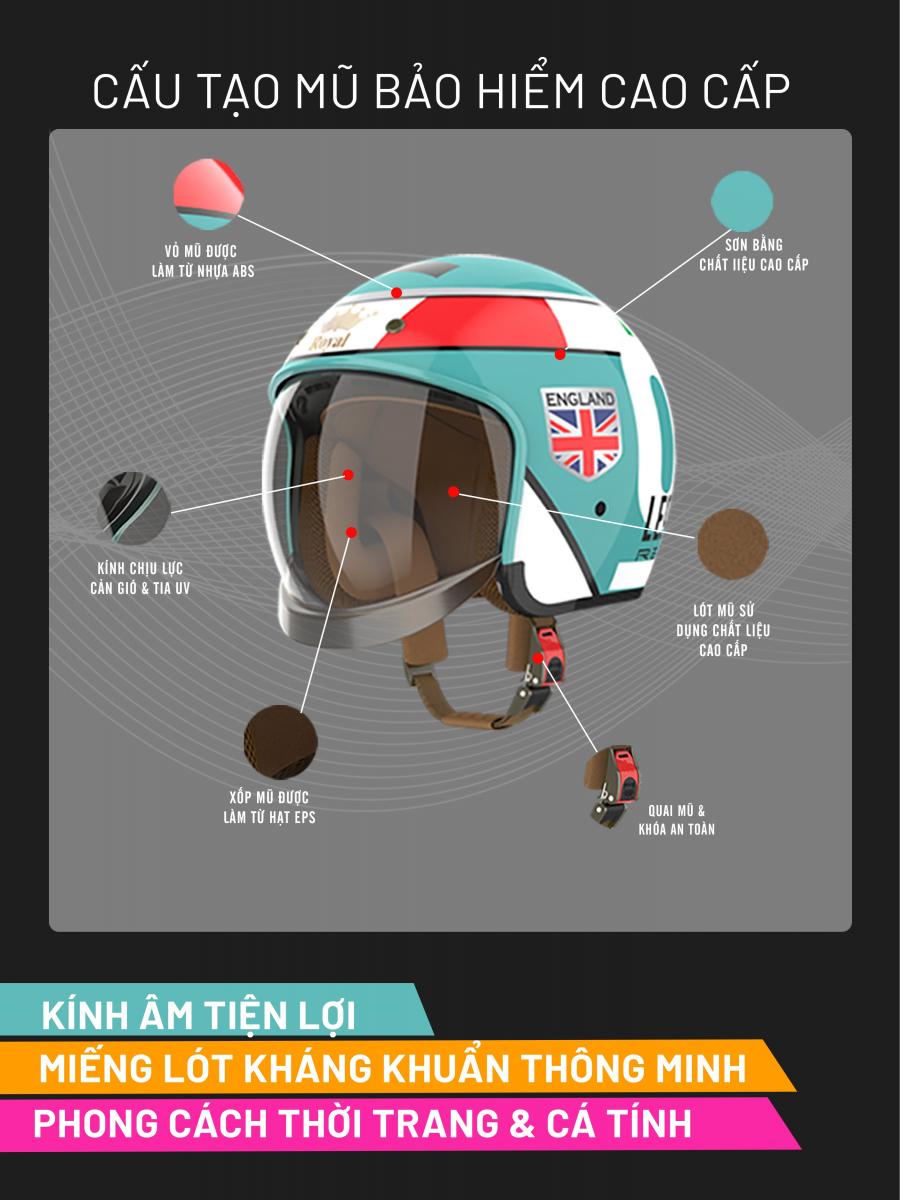 CẤU TẠO MŨ BẢO HIỂM CAO CẤP
VỎ MŨ ĐƯỢC
LÀM TỪ NHỰA ABS
SƠN BẰNG
CHẤT lIỆU CAO CẤP
Royal
ENGLAND
LE
KÍNH CHỊU LỰC
CẢN GIÓ & TIA UV
LÓT MŨ SỬ
DỤNG CHẤT LIỆU
CAO CẤP
XỐP MŨ ĐƯỢC
LÀM TỪ HẠT EPS
QUAI MŨ &
KHÓA AN TOÀN
KÍNH ÂM TIỆN LỢI
MIẾNG LÓT KHÁNG KHUẨN THÔNG MINH
PHONG CÁCH THỜI TRANG & CÁ TÍNH